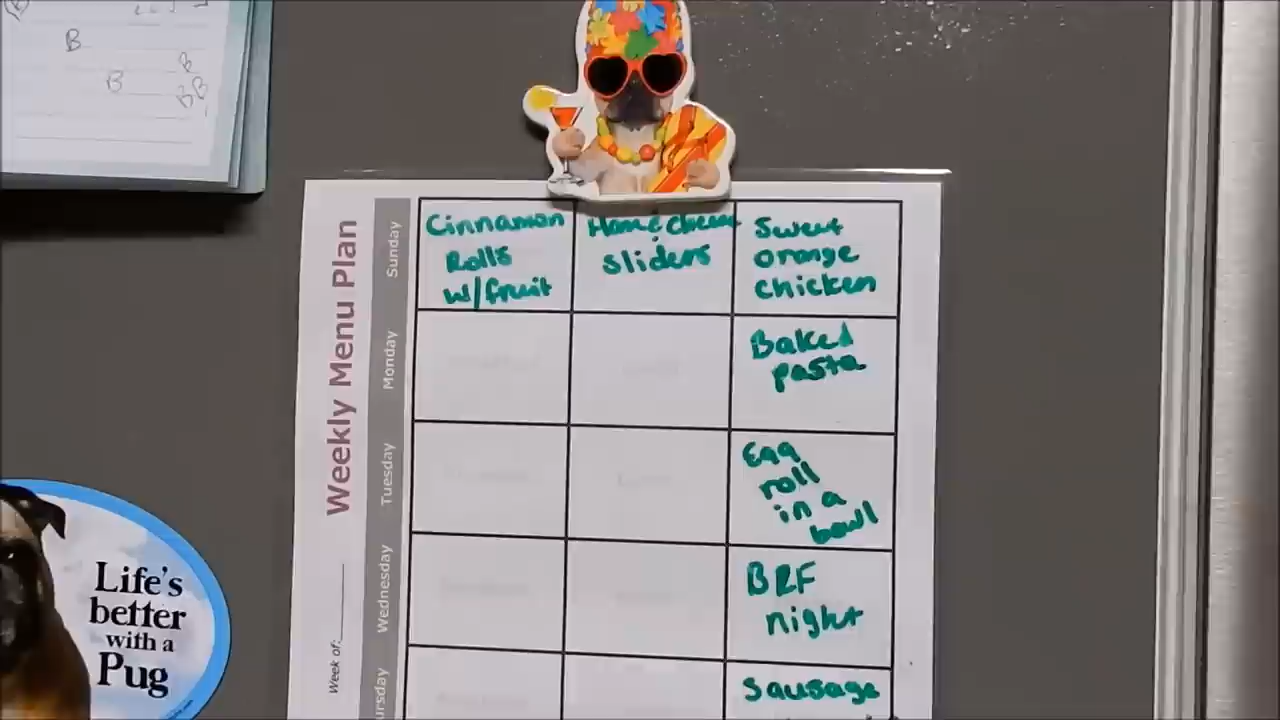 B
B
B
B
B
Weekly Menu Plan
Week of:
Sunday
Cinnamon
Rolls
w/fruit
Ham & cheese
sliders
Sweet
orange
chicken
Monday
Baked
pasta
Tuesday
Egg
roll
in a
bowl
Wednesday
BRF
night
ursday
Sausage
Life's
better
with a
Pug